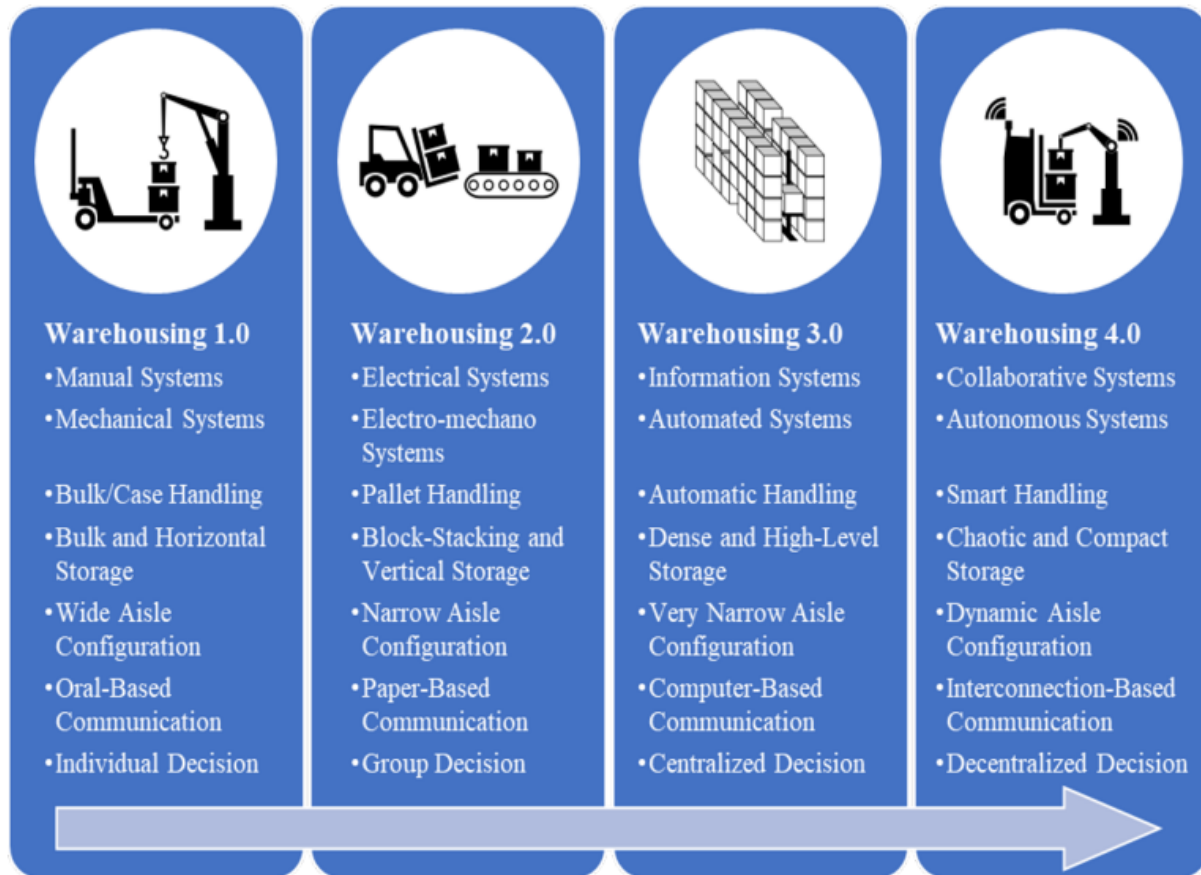 Warehousing 1.0
•Manual Systems
•Mechanical Systems
•Bulk/Case Handling
•Bulk and Horizontal
Storage
•Wide Aisle
Configuration
•Oral-Based
Communication
•Individual Decision
Warehousing 2.0
•Electrical Systems
•Electro-mechano
Systems
•Pallet Handling
•Block-Stacking and
Vertical Storage
•Narrow Aisle
Configuration
•Paper-Based
Communication
•Group Decision
Warehousing 3.0
•Information Systems
•Automated Systems
•Automatic Handling
•Dense and High-Level
Storage
•Very Narrow Aisle
Configuration
•Computer-Based
Communication
•Centralized Decision
Warehousing 4.0
•Collaborative Systems
•Autonomous Systems
•Smart Handling
•Chaotic and Compact
Storage
•Dynamic Aisle
Configuration
•Interconnection-Based
Communication
•Decentralized Decision